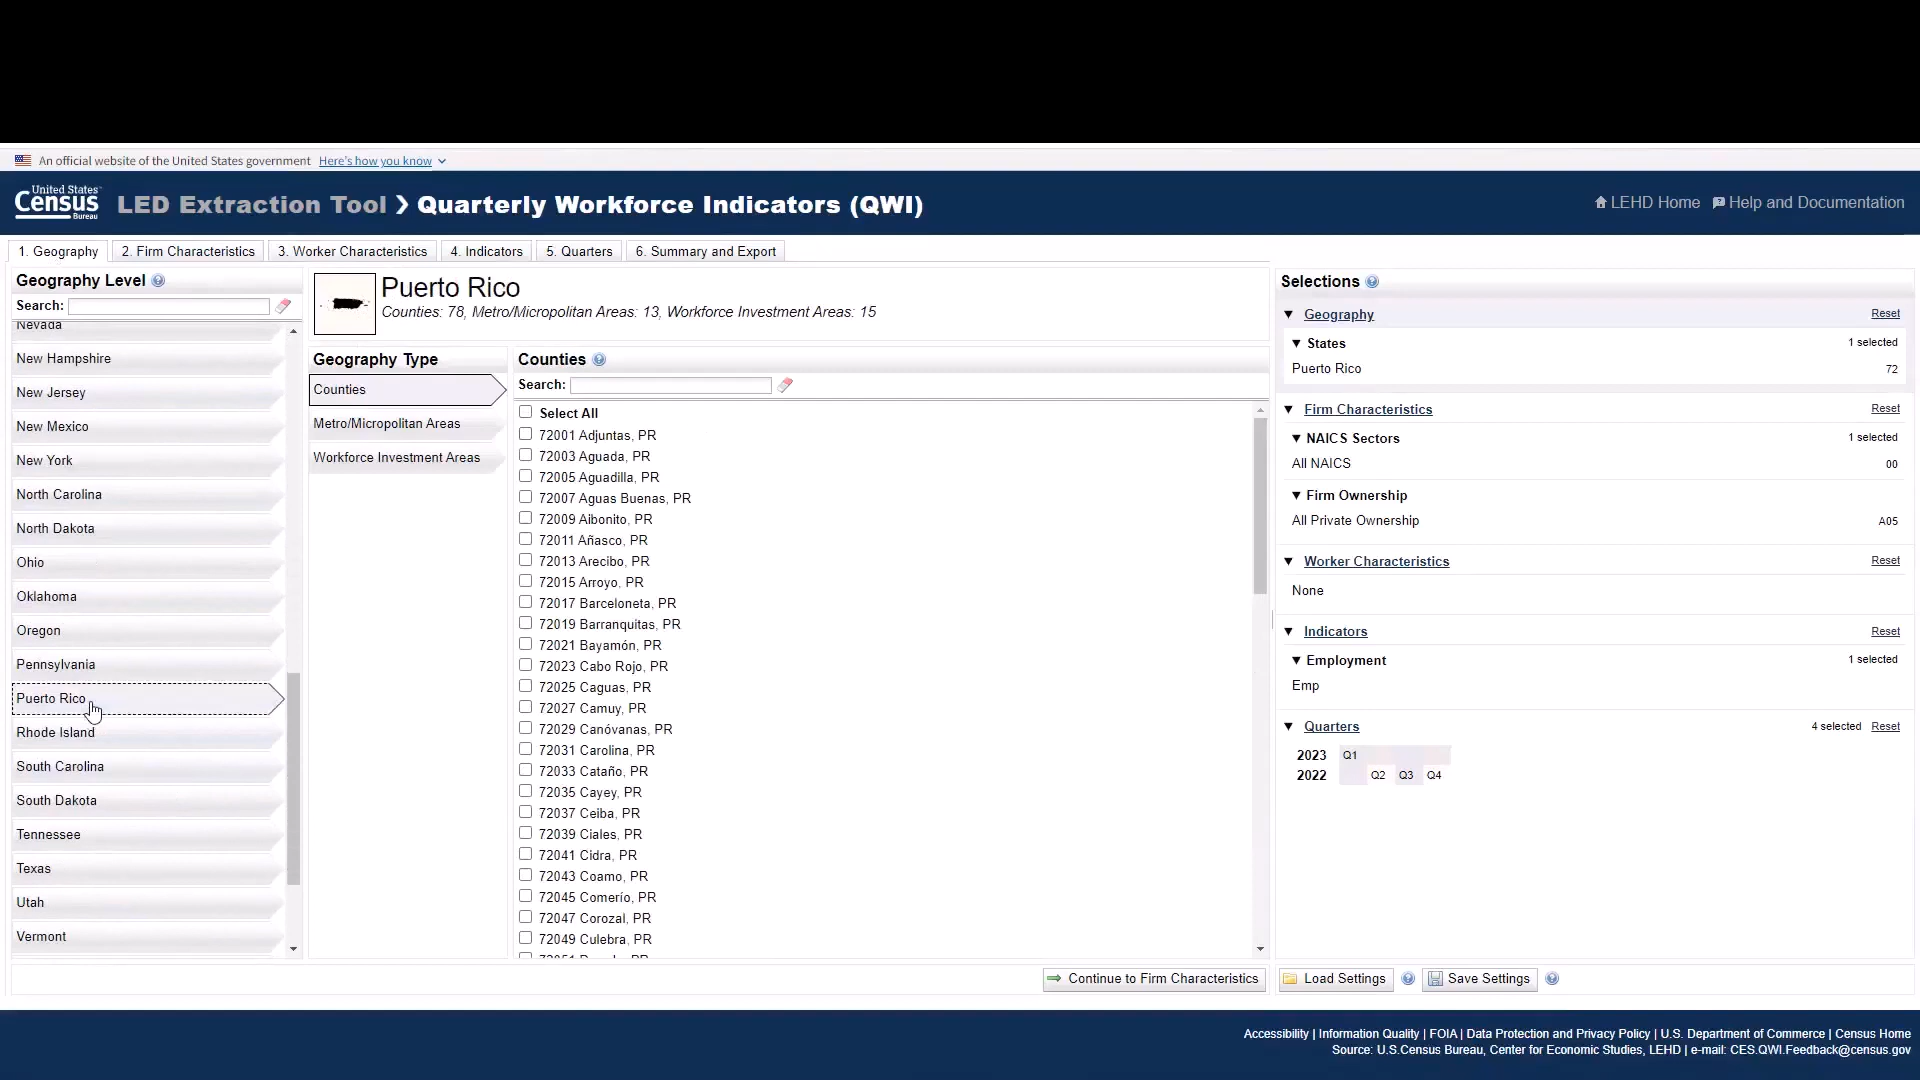 An official website of the United States government Here's how you know
United States
Census
Bureau
LED Extraction Tool ❯ Quarterly Workforce Indicators (QWI)
LEHD Home Help and Documentation
1. Geography 2. Firm Characteristics 3. Worker Characteristics 4. Indicators 5. Quarters 6. Summary and Export
Geography Level
Search:
Nevada
New Hampshire
New Jersey
New Mexico
New York
North Carolina
North Dakota
Ohio
Oklahoma
Oregon
Pennsylvania
Puerto Rico
Rhode Island
South Carolina
South Dakota
Tennessee
Texas
Utah
Vermont
Puerto Rico
Counties: 78, Metro/Micropolitan Areas: 13, Workforce Investment Areas: 15
Geography Type
Counties
Metro/Micropolitan Areas
Workforce Investment Areas
Counties
Search:
Select All
72001 Adjuntas, PR
72003 Aguada, PR
72005 Aguadilla, PR
72007 Aguas Buenas, PR
72009 Aibonito, PR
72011 Añasco, PR
72013 Arecibo, PR
72015 Arroyo, PR
72017 Barceloneta, PR
72019 Barranquitas, PR
72021 Bayamón, PR
72023 Cabo Rojo, PR
72025 Caguas, PR
72027 Camuy, PR
72029 Canóvanas, PR
72031 Carolina, PR
72033 Cataño, PR
72035 Cayey, PR
72037 Ceiba, PR
72039 Ciales, PR
72041 Cidra, PR
72043 Coamo, PR
72045 Comerío, PR
72047 Corozal, PR
72049 Culebra, PR
Continue to Firm Characteristics
Selections
Geography Reset
States 1 selected
Puerto Rico 72
Firm Characteristics Reset
NAICS Sectors 1 selected
All NAICS 00
Firm Ownership
All Private Ownership A05
Worker Characteristics Reset
None
Indicators Reset
Employment 1 selected
Emp
Quarters 4 selected Reset
2023 Q1
2022 Q2 Q3 Q4
Load Settings Save Settings
Accessibility | Information Quality | FOIA | Data Protection and Privacy Policy | U.S. Department of Commerce | Census Home
Source: U.S.Census Bureau, Center for Economic Studies, LEHD | e-mail: CES.QWI.Feedback@census.gov